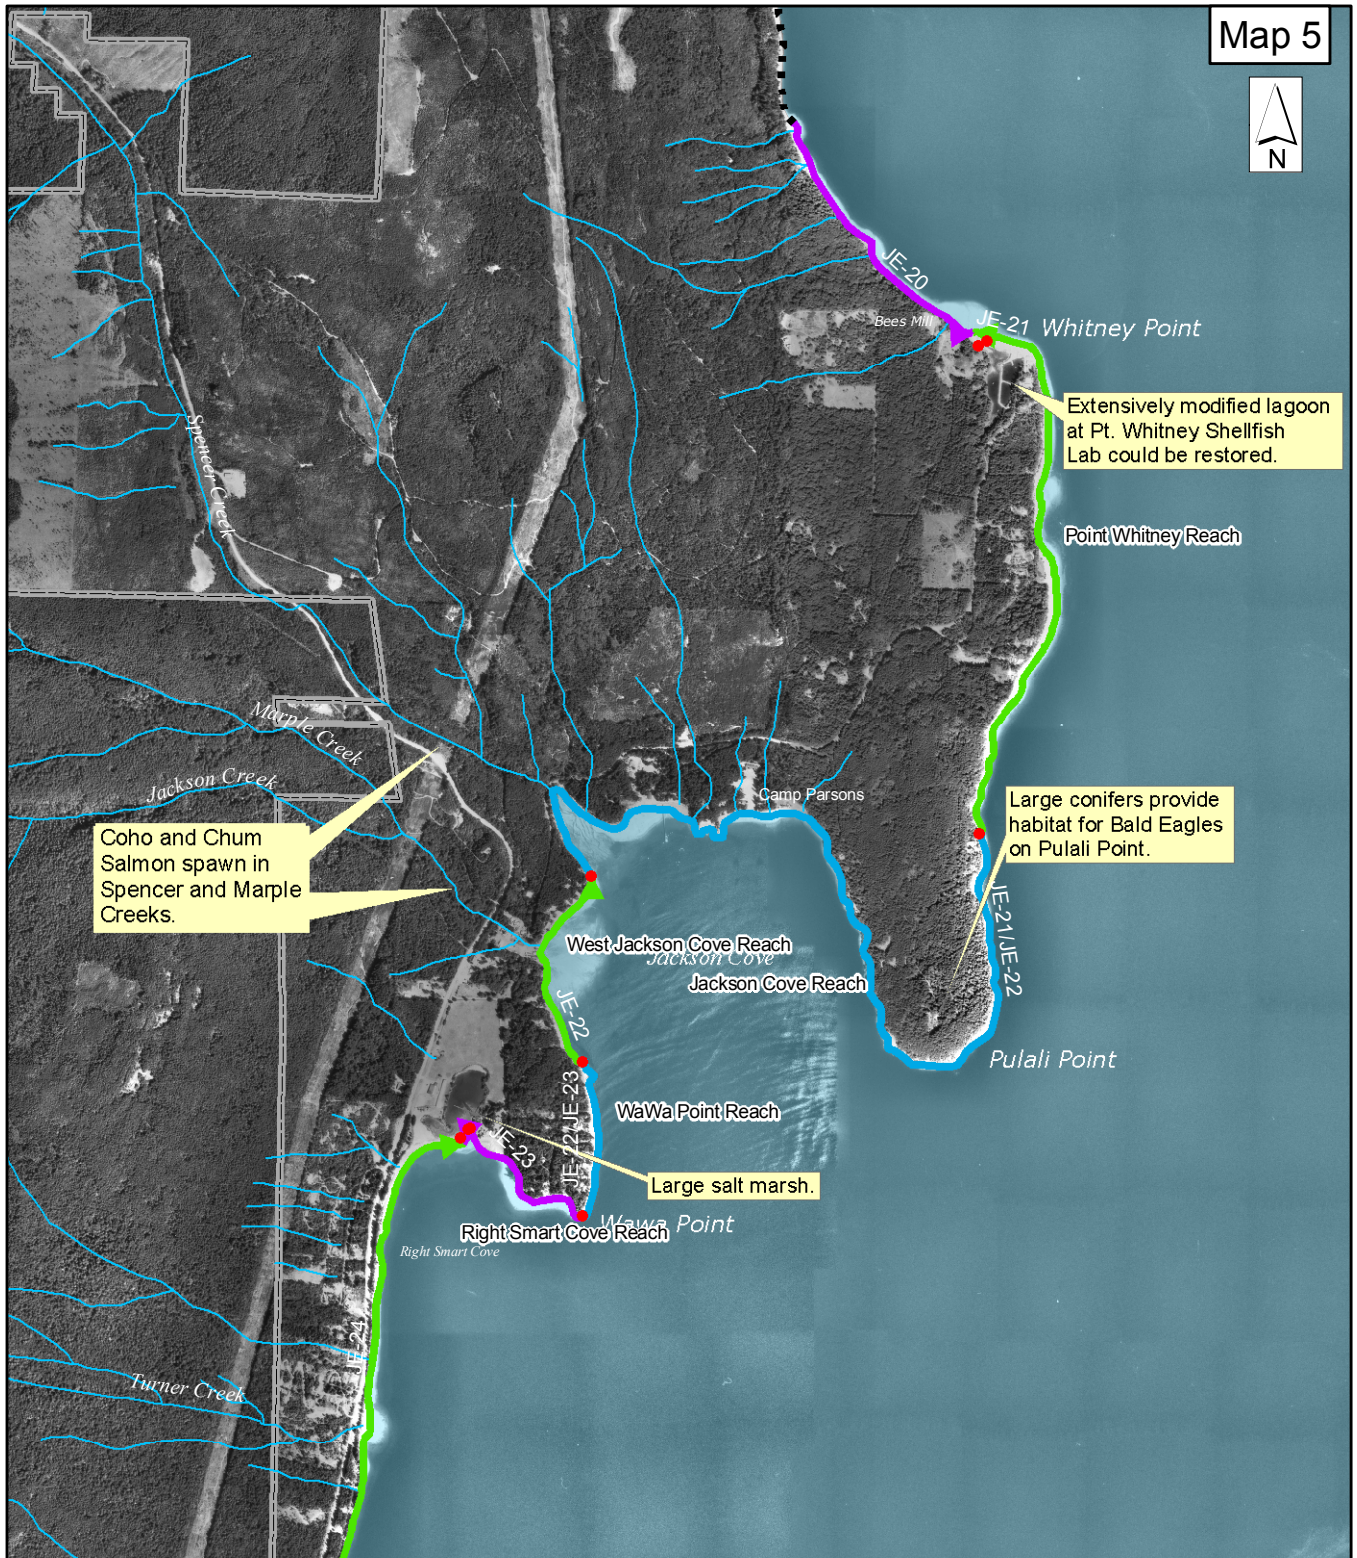 Map 5
N
JE-20
Bees Mill
JE-21 Whitney Point
Extensively modified lagoon
at Pt. Whitney Shellfish
Lab could be restored.
Spencer Creek
Point Whitney Reach
Marple Creek
Jackson Creek
Camp Parsons
Large conifers provide
habitat for Bald Eagles
on Pulali Point.
Coho and Chum
Salmon spawn in
Spencer and Marple
Creeks.
JE-21/JE-22
West Jackson Cove Reach
Jackson Cove
Jackson Cove Reach
JE-22
Pulali Point
JE-22/JE-23
WaWa Point Reach
JE-23
Large salt marsh.
Wawa Point
Right Smart Cove Reach
Right Smart Cove
JE-24
Turner Creek